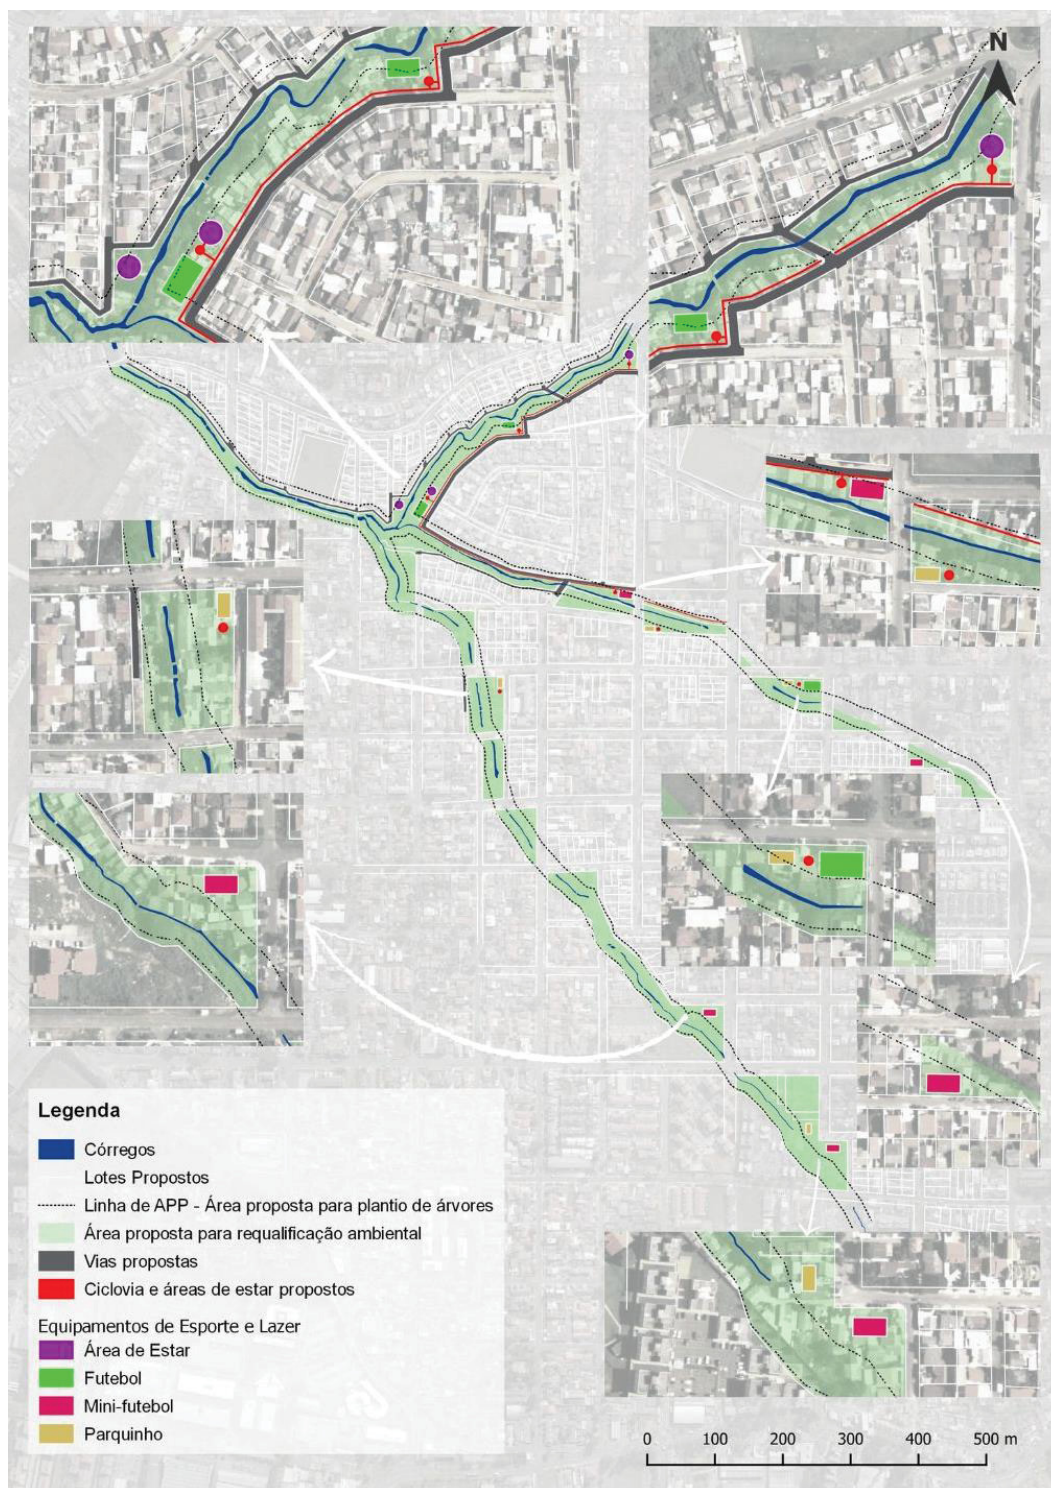 N
Legenda
Córregos
Lotes Propostos
Linha de APP - Área proposta para plantio de árvores
Área proposta para requalificação ambiental
Vias propostas
Ciclovia e áreas de estar propostos
Equipamentos de Esporte e Lazer
Área de Estar
Futebol
Mini-futebol
Parquinho
0 100 200 300 400 500 m